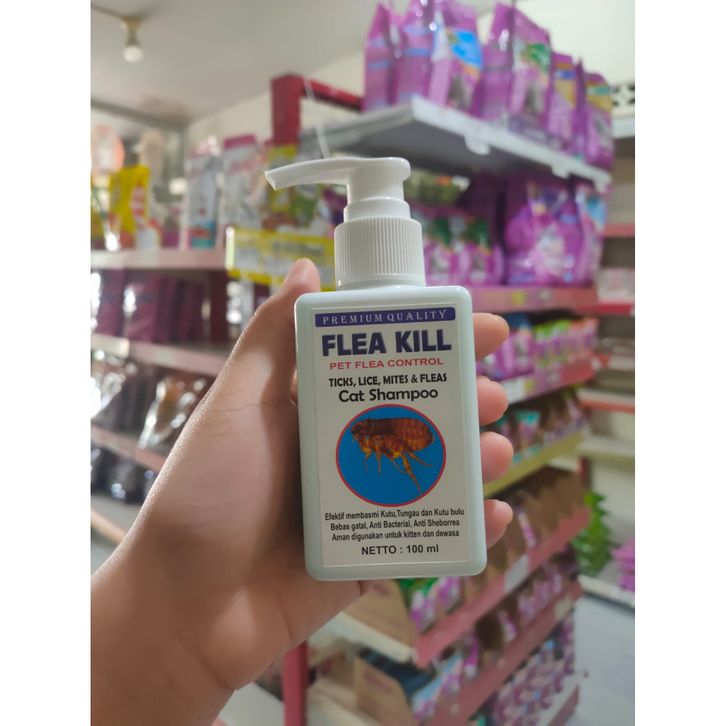 PREMIUM QUALITY
FLEA KILL
PET FLEA CONTROL
TICKS, LICE, MITES & FLEAS
Cat Shampoo
Efektif membasmi Kutu,Tungau dan Kutu bulu
Bebas gatal, Anti Bacterial, Anti Sheborrea
Aman digunakan untuk kitten dan dewasa
NETTO : 100 ml